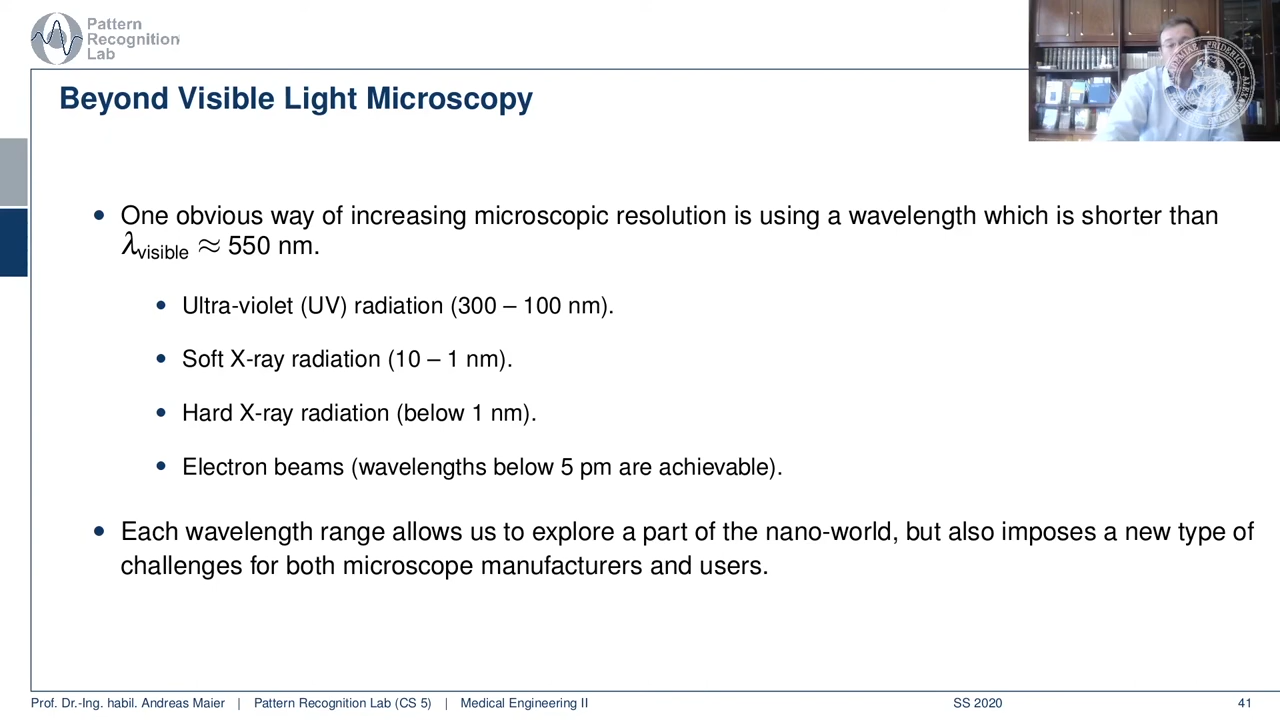 Pattern
Recognition
Lab
Beyond Visible Light Microscopy
• One obvious way of increasing microscopic resolution is using a wavelength which is shorter than
λvisible ≈ 550 nm.
• Ultra-violet (UV) radiation (300 – 100 nm).
• Soft X-ray radiation (10 – 1 nm).
• Hard X-ray radiation (below 1 nm).
• Electron beams (wavelengths below 5 pm are achievable).
• Each wavelength range allows us to explore a part of the nano-world, but also imposes a new type of
challenges for both microscope manufacturers and users.
Prof. Dr.-Ing. habil. Andreas Maier | Pattern Recognition Lab (CS 5) | Medical Engineering II SS 2020 41